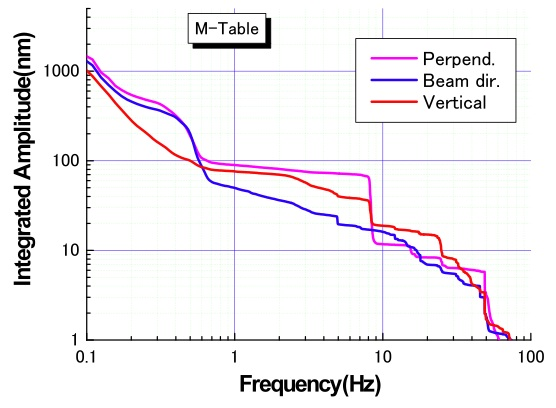 M-Table
Perpend.
Beam dir.
Vertical
Integrated Amplitude(nm)
1000
100
10
1
0.1
1
10
100
Frequency(Hz)